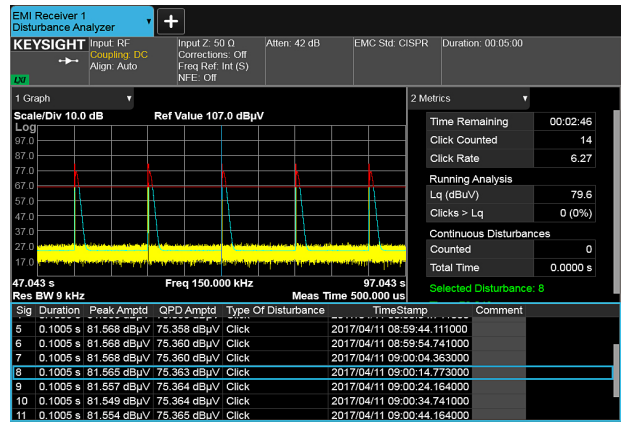 EMI Receiver 1
Disturbance Analyzer
+
KEYSIGHT Input: RF Input Z: 50 Ω Atten: 42 dB EMC Std: CISPR Duration: 00:05:00
Coupling: DC Corrections: Off
Align: Auto Freq Ref: Int (S)
NFE: Off
LXI
1 Graph
Scale/Div 10.0 dB Ref Value 107.0 dBµV
Log
97.0
87.0
77.0
67.0
57.0
47.0
37.0
27.0
17.0
47.043 s Freq 150.000 kHz 97.043 s
Res BW 9 kHz Meas Time 500.000 us
2 Metrics
Time Remaining 00:02:46
Click Counted 14
Click Rate 6.27
Running Analysis
Lq (dBuV) 79.6
Clicks > Lq 0 (0%)
Continuous Disturbances
Counted 0
Total Time 0.0000 s
Selected Disturbance: 8
Sig Duration Peak Amptd QPD Amptd Type Of Disturbance TimeStamp Comment
5 0.1005 s 81.568 dBµV 75.358 dBµV Click 2017/04/11 08:59:44.111000
6 0.1005 s 81.568 dBµV 75.360 dBµV Click 2017/04/11 08:59:54.741000
7 0.1005 s 81.568 dBµV 75.360 dBµV Click 2017/04/11 09:00:04.363000
8 0.1005 s 81.565 dBµV 75.363 dBµV Click 2017/04/11 09:00:14.773000
9 0.1005 s 81.557 dBµV 75.364 dBµV Click 2017/04/11 09:00:24.164000
10 0.1005 s 81.549 dBµV 75.364 dBµV Click 2017/04/11 09:00:34.741000
11 0.1005 s 81.554 dBµV 75.365 dBµV Click 2017/04/11 09:00:44.164000